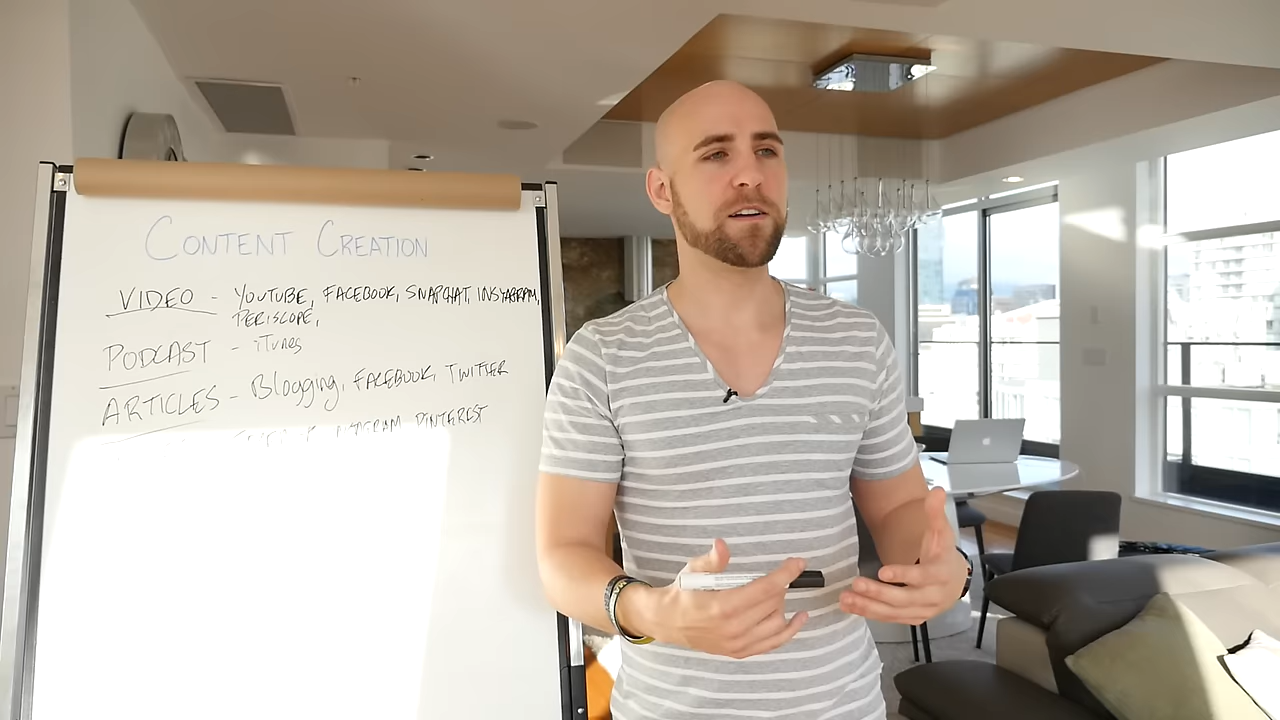 CONTENT CREATION
VIDEO - YOUTUBE, FACEBOOK, SNAPCHAT, INSTAGRAM,
PERISCOPE,
PODCAST - iTunes
ARTICLES - Blogging, FACEBOOK, TWITTER
PINTEREST